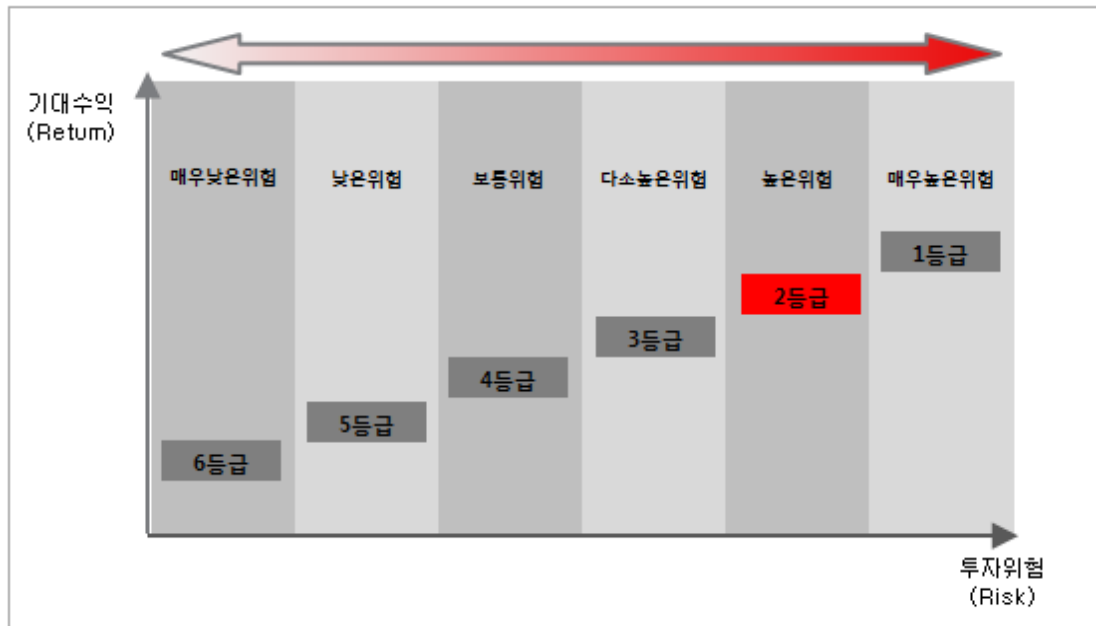 기대수익
(Retum)
매우낮은위험 낮은위험 보통위험 다소높은위험 높은위험 매우높은위험
1등급
2등급
3등급
4등급
5등급
6등급
투자위험
(Risk)